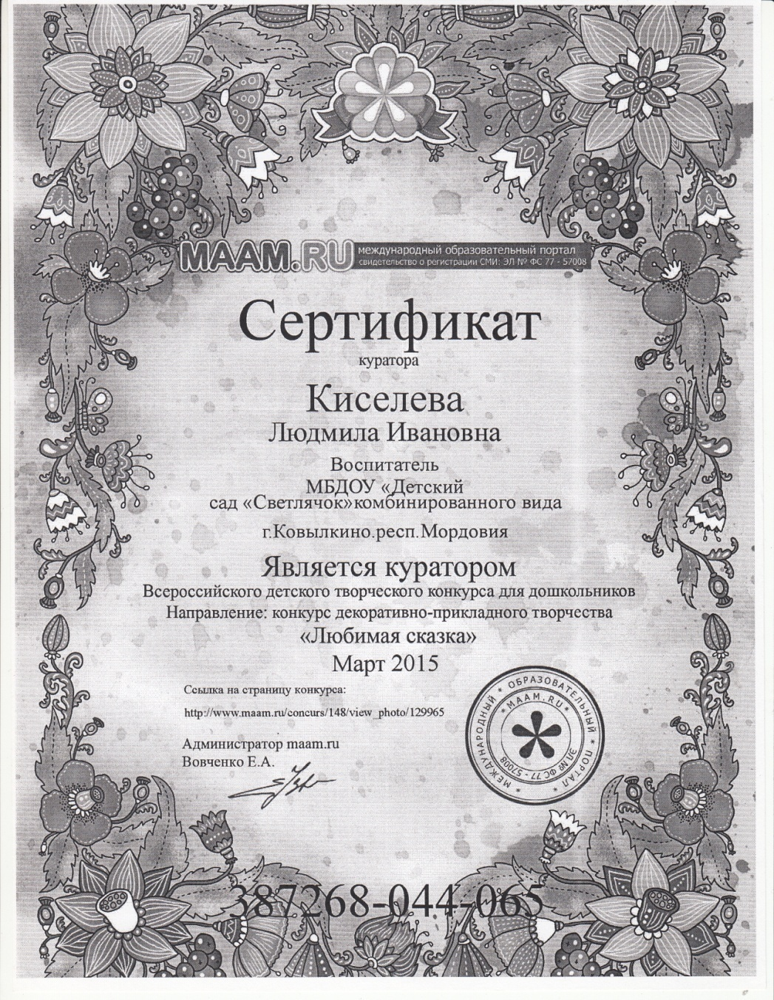 MAAM.RU
международный образовательный портал
свидетельство о регистрации СМИ: ЭЛ № ФС 77 - 57008
Сертификат
куратора
Киселева
Людмила Ивановна
Воспитатель
МБДОУ «Детский
сад «Светлячок»комбинированного вида
г.Ковылкино.респ.Мордовия
Является куратором
Всероссийского детского творческого конкурса для дошкольников
Направление: конкурс декоративно-прикладного творчества
«Любимая сказка»
Март 2015
Ссылка на страницу конкурса:
http://www.maam.ru/concurs/148/view_photo/129965
Администратор maam.ru
Вовченко Е.А.
* МЕЖДУНАРОДНЫЙ * ОБРАЗОВАТЕЛЬНЫЙ * ПОРТАЛ *
* MAAM.RU *
ЭЛ № ФС 77 - 57008
387268-044-065